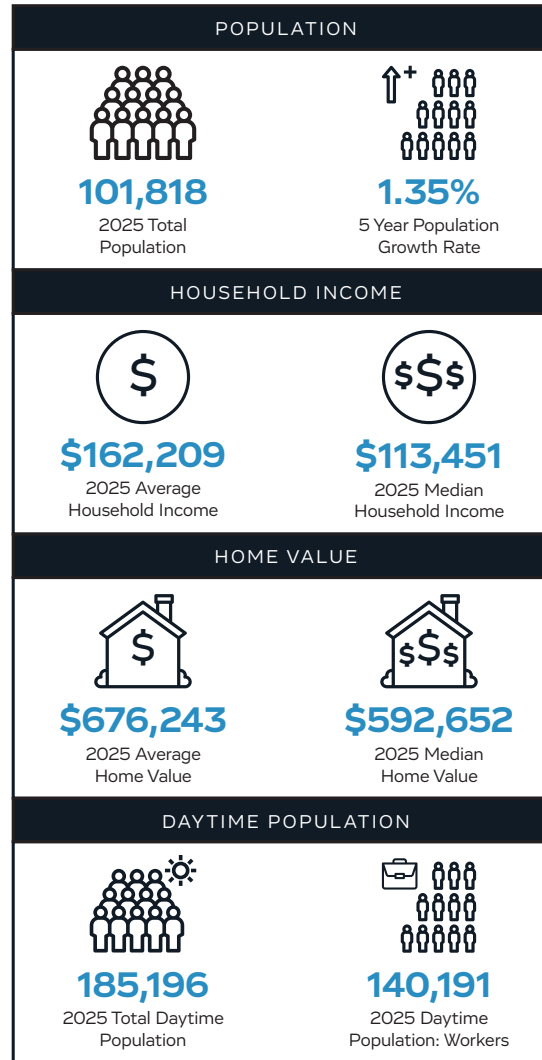 POPULATION
101,818
2025 Total
Population
1.35%
5 Year Population
Growth Rate
HOUSEHOLD INCOME
$
$162,209
2025 Average
Household Income
$$$
$113,451
2025 Median
Household Income
HOME VALUE
$
$676,243
2025 Average
Home Value
$$$
$592,652
2025 Median
Home Value
DAYTIME POPULATION
185,196
2025 Total Daytime
Population
140,191
2025 Daytime
Population: Workers